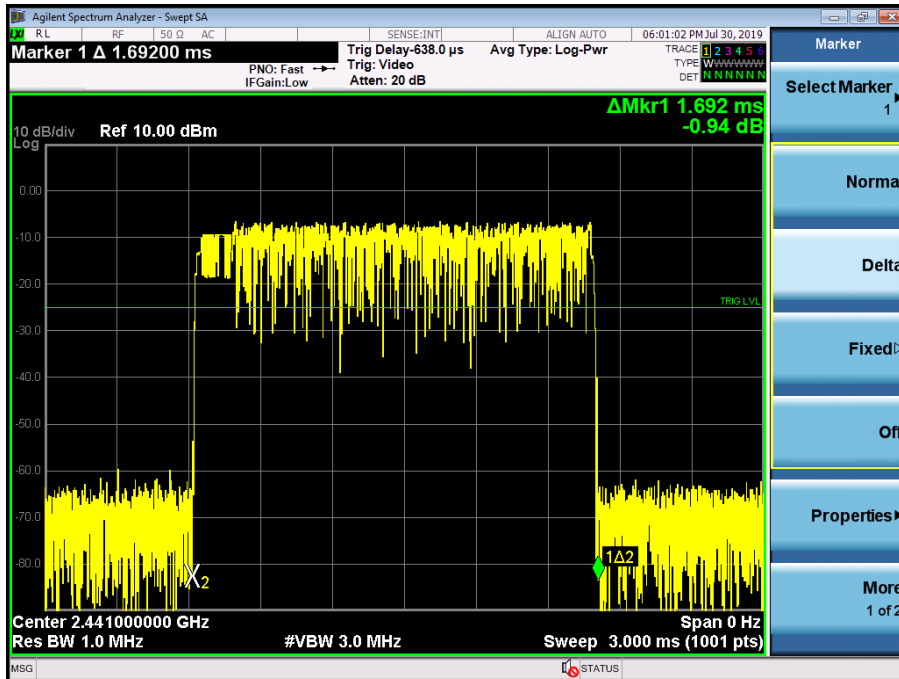 Agilent Spectrum Analyzer - Swept SA
LXI RL RF 50 Ω AC SENSE:INT ALIGN AUTO 06:01:02 PM Jul 30, 2019
Marker 1 Δ 1.69200 ms
PNO: Fast
IFGain:Low
Trig Delay-638.0 µs
Trig: Video
Atten: 20 dB
Avg Type: Log-Pwr
TRACE 1 2 3 4 5 6
TYPE WWWWWW
DET N N N N N N
ΔMkr1 1.692 ms
-0.94 dB
10 dB/div Ref 10.00 dBm
Log
0.00
-10.0
-20.0
TRIG LVL
-30.0
-40.0
-50.0
-60.0
-70.0
-80.0
X2
1Δ2
Center 2.441000000 GHz Span 0 Hz
Res BW 1.0 MHz #VBW 3.0 MHz Sweep 3.000 ms (1001 pts)
MSG STATUS
Marker
Select Marker
1
Norma
Delta
Fixed
Of
Properties
More
1 of 2